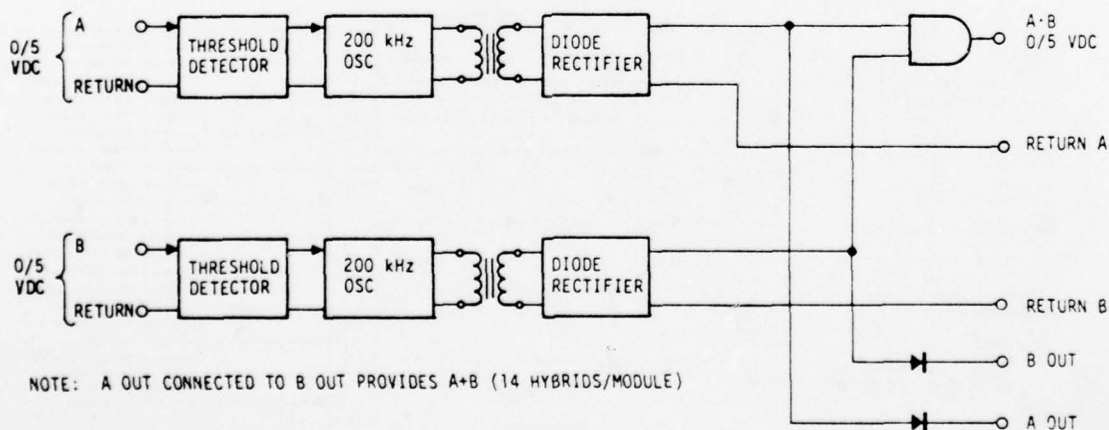 0/5 VDC
A
RETURN
THRESHOLD DETECTOR
200 kHz OSC
DIODE RECTIFIER
A·B
0/5 VDC
RETURN A
0/5 VDC
B
RETURN
THRESHOLD DETECTOR
200 kHz OSC
DIODE RECTIFIER
RETURN B
B OUT
A OUT
NOTE: A OUT CONNECTED TO B OUT PROVIDES A+B (14 HYBRIDS/MODULE)